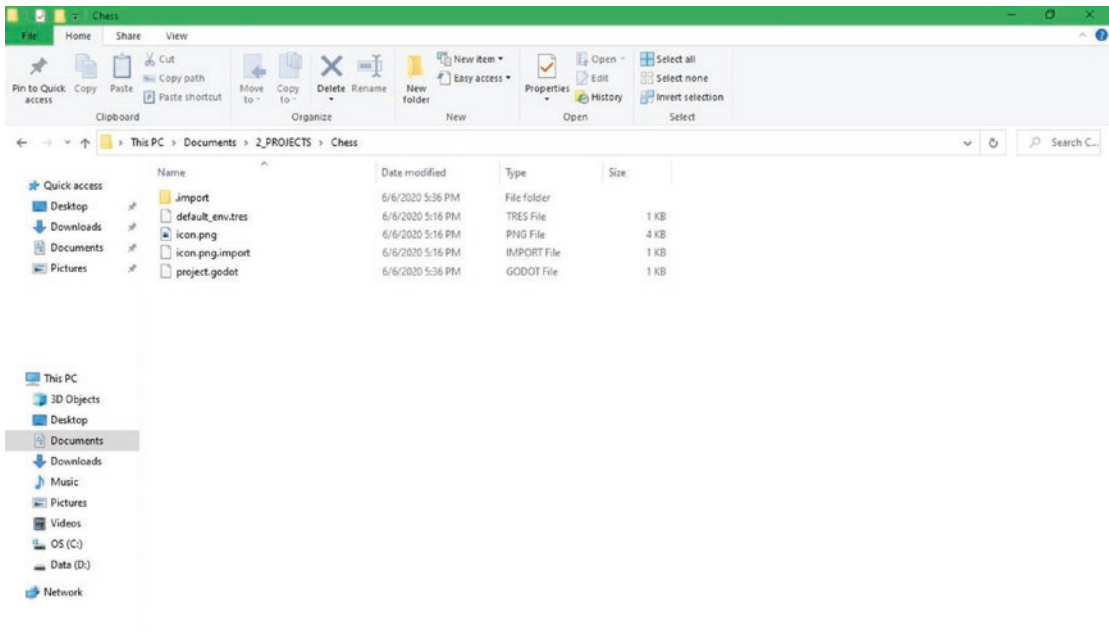 Chess
File Home Share View
Pin to Quick access
Copy
Paste
Cut
Copy path
Paste shortcut
Clipboard
Move to
Copy to
Delete
Rename
Organize
New folder
New item
Easy access
New
Properties
Open
Edit
History
Open
Select all
Select none
Invert selection
Select
This PC > Documents > 2_PROJECTS > Chess
Search C...
Name Date modified Type Size
.import 6/6/2020 5:36 PM File folder
default_env.tres 6/6/2020 5:16 PM TRES File 1 KB
icon.png 6/6/2020 5:16 PM PNG File 4 KB
icon.png.import 6/6/2020 5:16 PM IMPORT File 1 KB
project.godot 6/6/2020 5:36 PM GODOT File 1 KB
Quick access
Desktop
Downloads
Documents
Pictures
This PC
3D Objects
Desktop
Documents
Downloads
Music
Pictures
Videos
OS (C:)
Data (D:)
Network